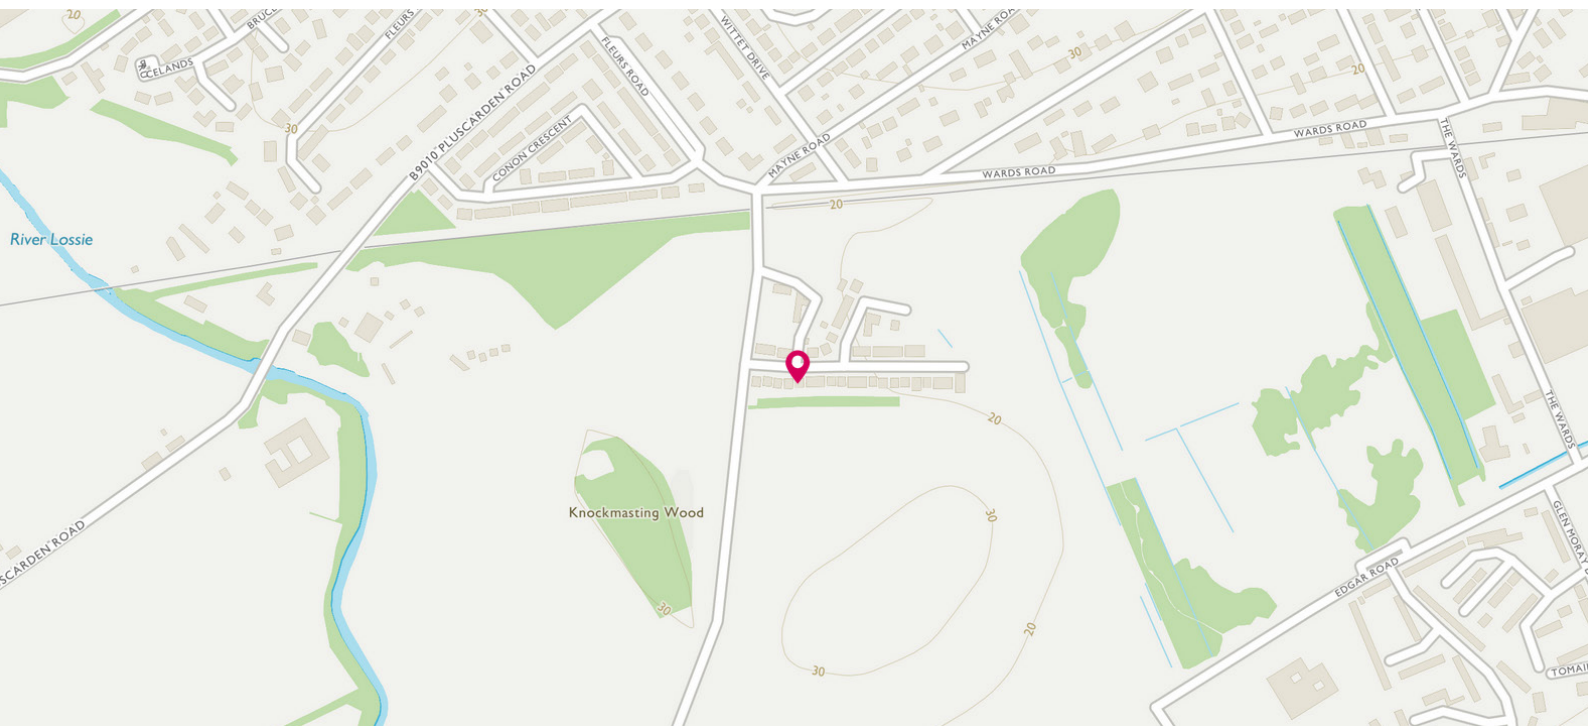 20
BRUCE
FLEURS
30
WITTET DRIVE
MAYNE ROA
FLEURS ROAD
30
20
CELANDS
B9010 PLUSCARDEN ROAD
CONON CRESCENT
30
MAYNE ROAD
WARDS ROAD
WARDS ROAD
THE WARDS
20
River Lossie
20
THE WARDS
30
Knockmasting Wood
SCARDEN ROAD
GLEN MORAY
EDGAR ROAD
30
20
30
TOMAI